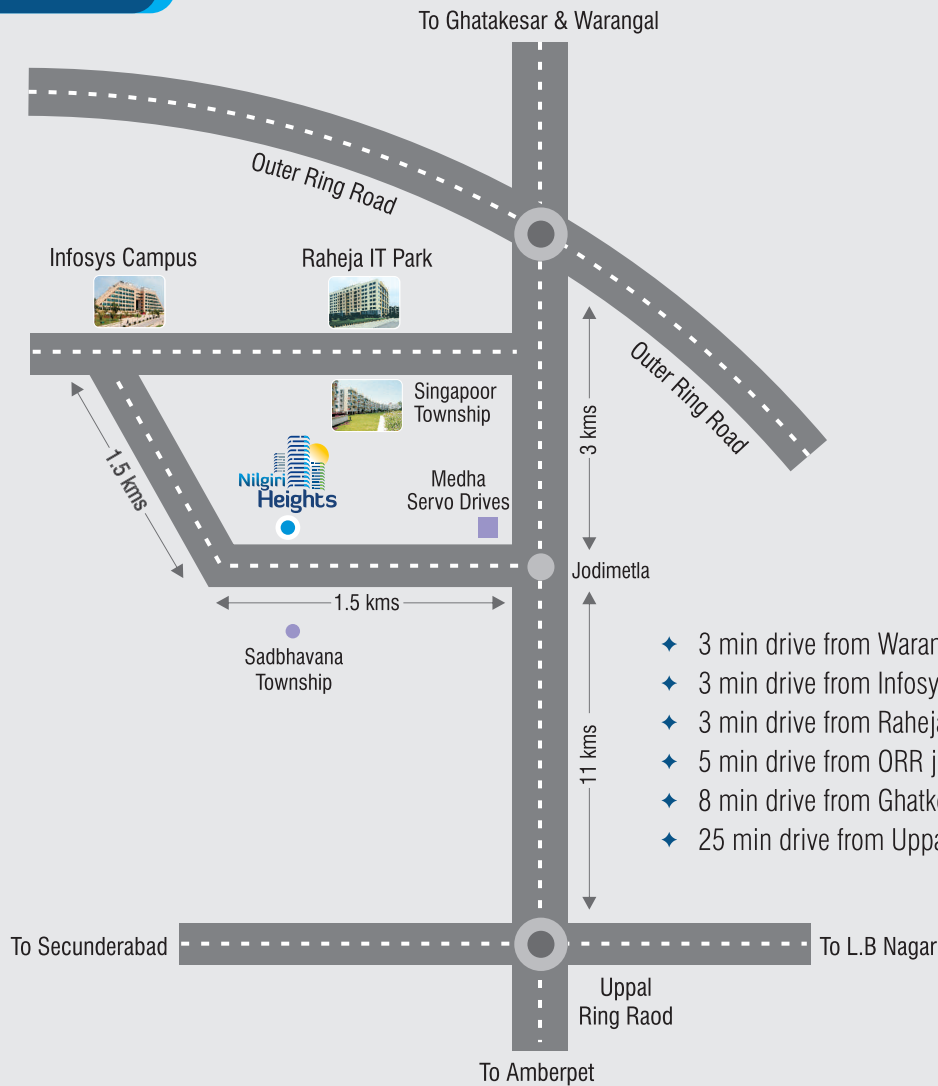 To Ghatakesar & Warangal
Outer Ring Road
Infosys Campus
Raheja IT Park
Outer Ring Road
Singapoor
Township
3 kms
1.5 kms
Nilgiri
Heights
Medha
Servo Drives
Jodimetla
1.5 kms
Sadbhavana
Township
3 min drive from Waran
3 min drive from Infosy
3 min drive from Raheja
5 min drive from ORR j
8 min drive from Ghatk
25 min drive from Uppa
11 kms
To Secunderabad
To L.B Nagar
Uppal
Ring Raod
To Amberpet